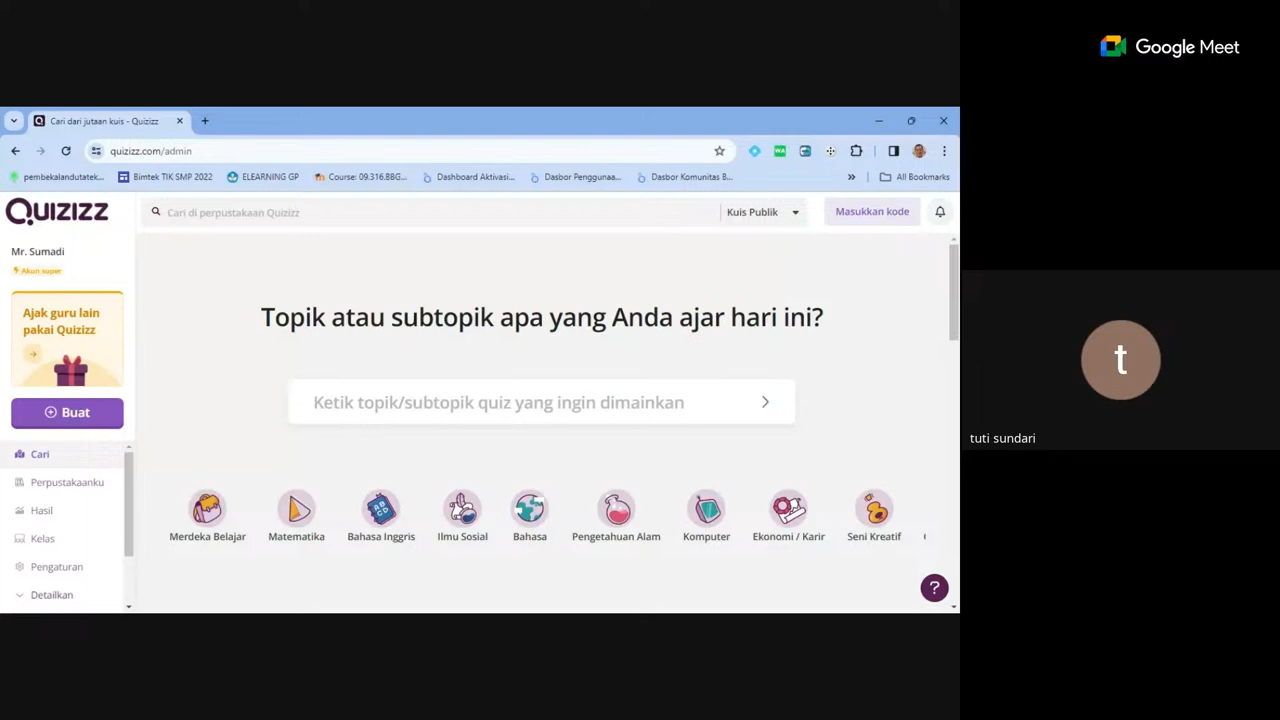 Google Meet
Cari dari jutaan kuis - Quizizz
quizizz.com/admin
pembekalandutatek...
Bimtek TIK SMP 2022
ELEARNING GP
Course: 09.316.BBG...
Dashboard Aktivasi...
Dasbor Penggunaa...
Dasbor Komunitas B...
»
All Bookmarks
QUIZIZZ
Cari di perpustakaan Quizizz
Kuis Publik
Masukkan kode
Mr. Sumadi
Akun super
Ajak guru lain
pakai Quizizz
Buat
Cari
Perpustakaanku
Hasil
Kelas
Pengaturan
Detailkan
Topik atau subtopik apa yang Anda ajar hari ini?
Ketik topik/subtopik quiz yang ingin dimainkan
Merdeka Belajar
Matematika
Bahasa Inggris
Ilmu Sosial
Bahasa
Pengetahuan Alam
Komputer
Ekonomi / Karir
Seni Kreatif
?
t
tuti sundari